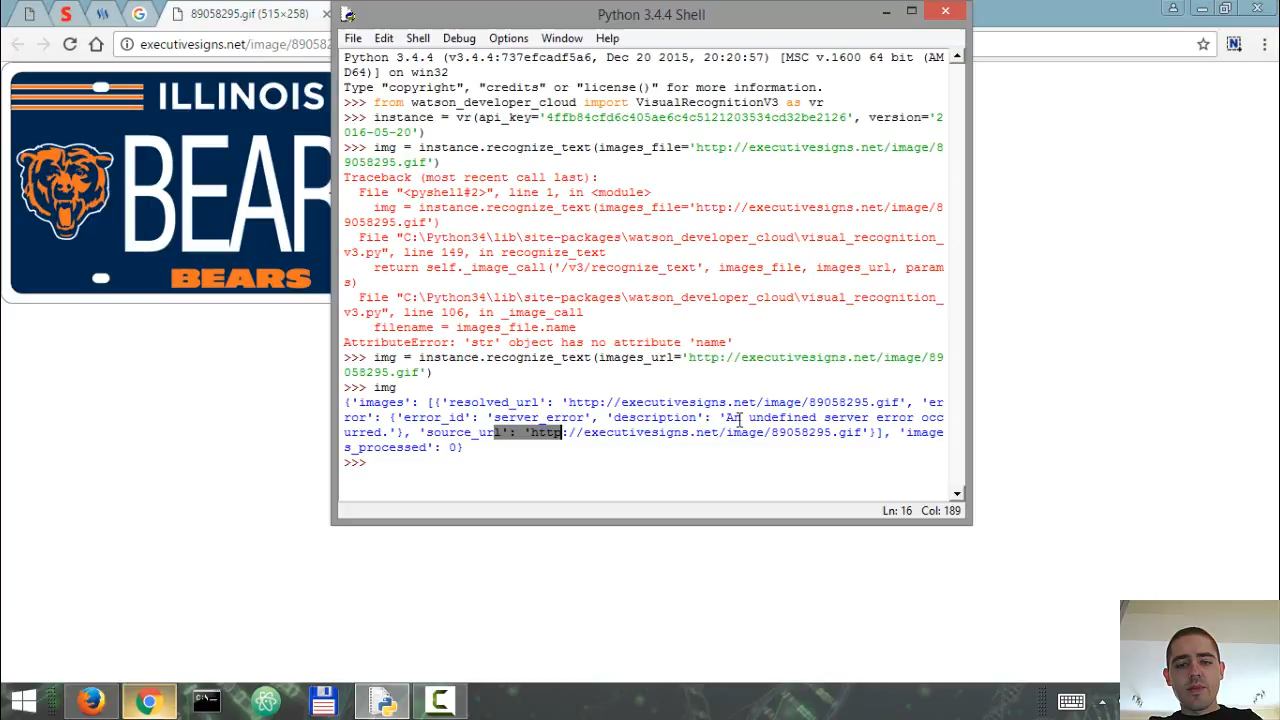 89058295.gif (515×258)
Python 3.4.4 Shell
executivesigns.net/image/89058
File Edit Shell Debug Options Window Help
ILLINOIS
BEAR
BEARS
Python 3.4.4 (v3.4.4:737efcadf5a6, Dec 20 2015, 20:20:57) [MSC v.1600 64 bit (AM
D64)] on win32
Type "copyright", "credits" or "license()" for more information.
>>> from watson_developer_cloud import VisualRecognitionV3 as vr
>>> instance = vr(api_key='4ffb84cfd6c405ae6c4c5121203534cd32be2126', version='2
016-05-20')
>>> img = instance.recognize_text(images_file='http://executivesigns.net/image/8
9058295.gif')
Traceback (most recent call last):
File "<pyshell#2>", line 1, in <module>
img = instance.recognize_text(images_file='http://executivesigns.net/image/8
9058295.gif')
File "C:\Python34\lib\site-packages\watson_developer_cloud\visual_recognition_
v3.py", line 149, in recognize_text
return self._image_call('/v3/recognize_text', images_file, images_url, param
s)
File "C:\Python34\lib\site-packages\watson_developer_cloud\visual_recognition_
v3.py", line 106, in _image_call
filename = images_file.name
AttributeError: 'str' object has no attribute 'name'
>>> img = instance.recognize_text(images_url='http://executivesigns.net/image/89
058295.gif')
>>> img
{'images': [{'resolved_url': 'http://executivesigns.net/image/89058295.gif', 'er
ror': {'error_id': 'server_error', 'description': 'An undefined server error occ
urred.'}, 'source_url': 'http://executivesigns.net/image/89058295.gif'}], 'image
s_processed': 0}
>>>
Ln: 16 Col: 189